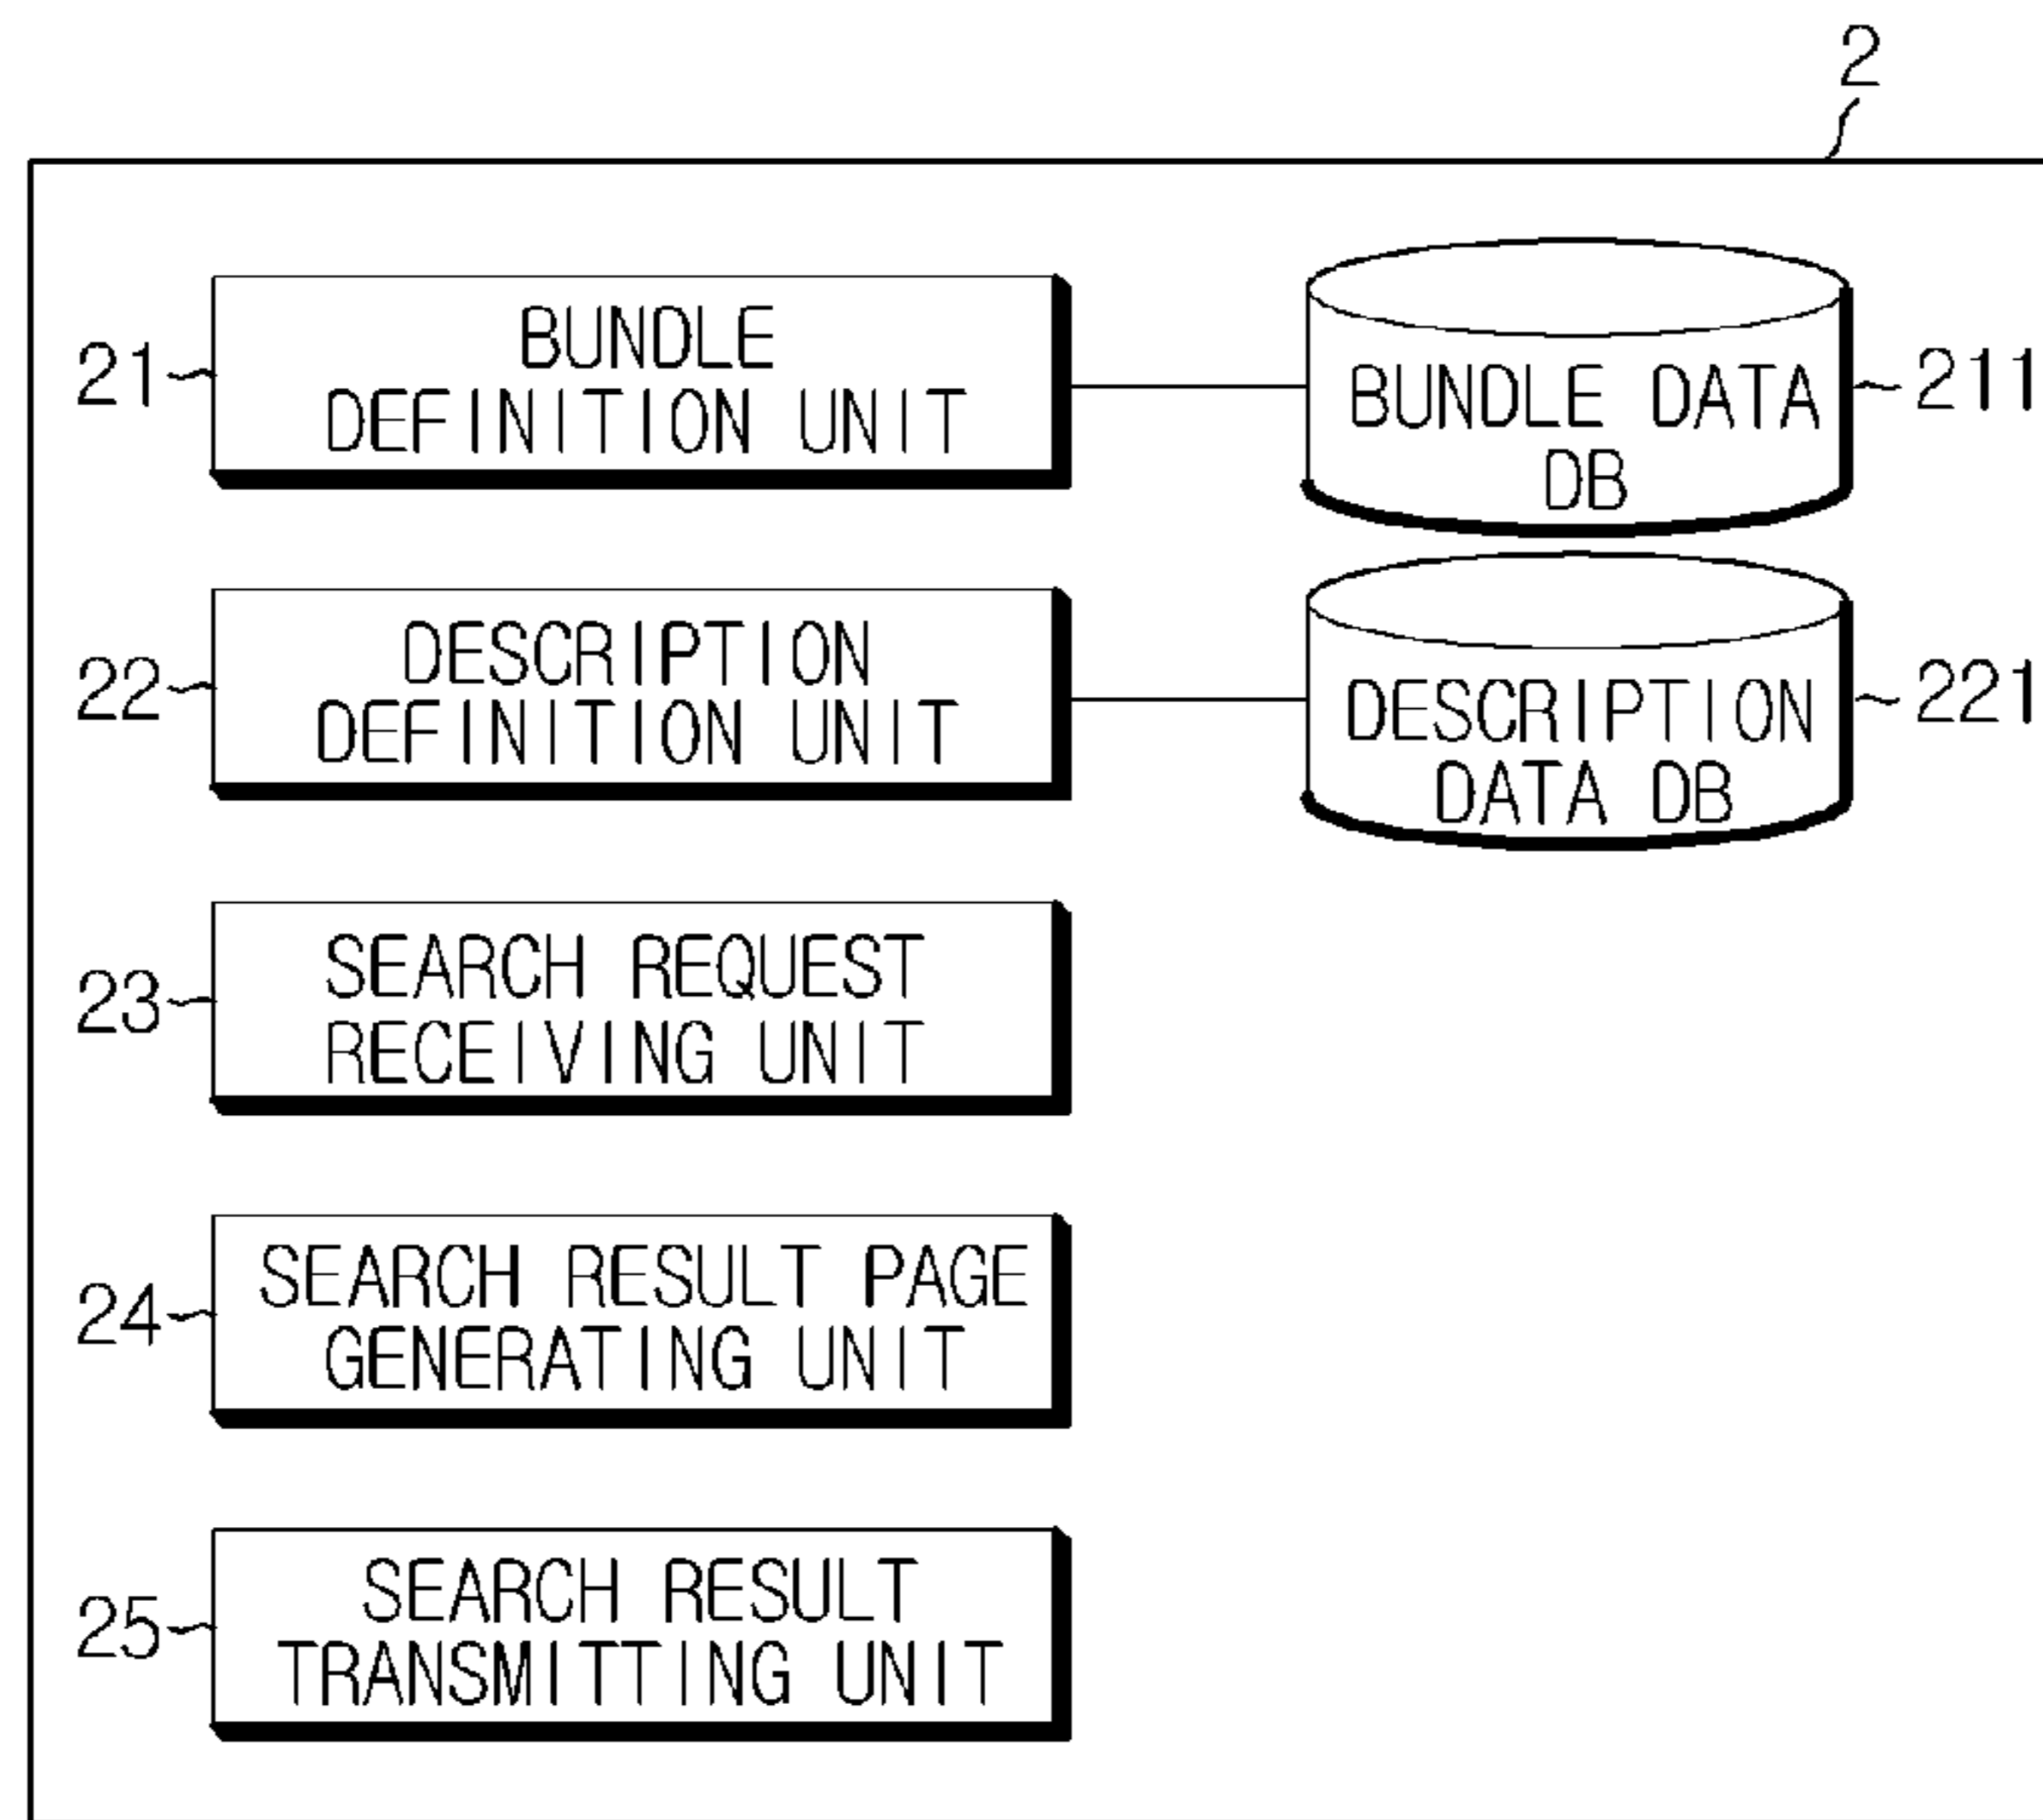 2
21
BUNDLE
DEFINITION UNIT
BUNDLE DATA
DB
211
22
DESCRIPTION
DEFINITION UNIT
DESCRIPTION
DATA DB
221
23
SEARCH REQUEST
RECEIVING UNIT
24
SEARCH RESULT PAGE
GENERATING UNIT
25
SEARCH RESULT
TRANSMITTING UNIT